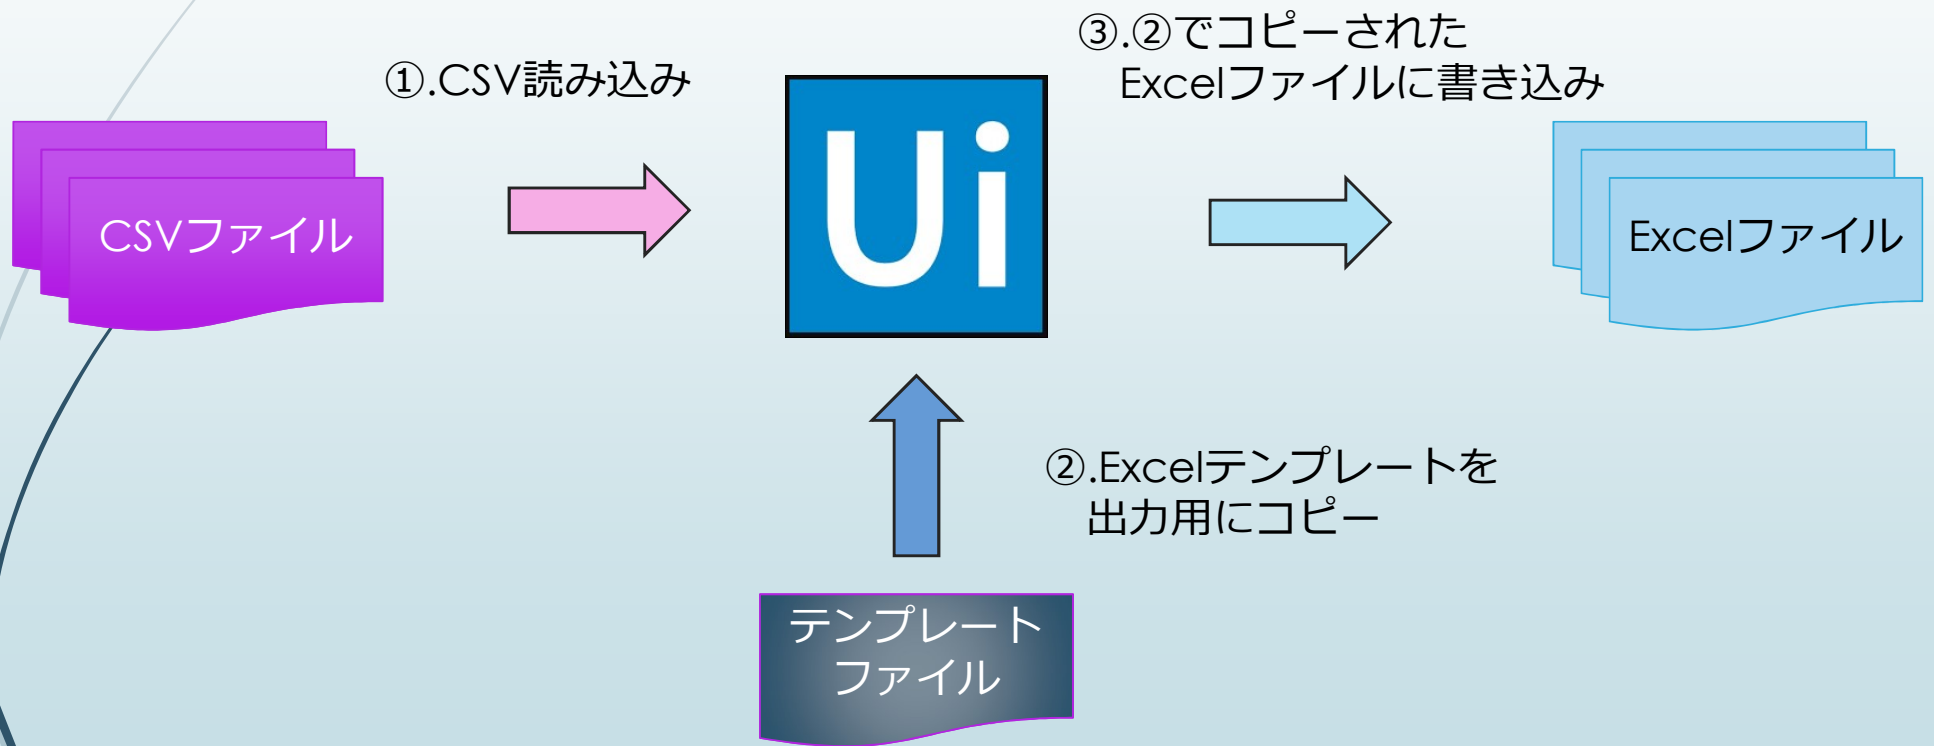 ①.CSV読み込み
③.②でコピーされた
Excelファイルに書き込み
CSVファイル
Ui
Excelファイル
②.Excelテンプレートを
出力用にコピー
テンプレート
ファイル